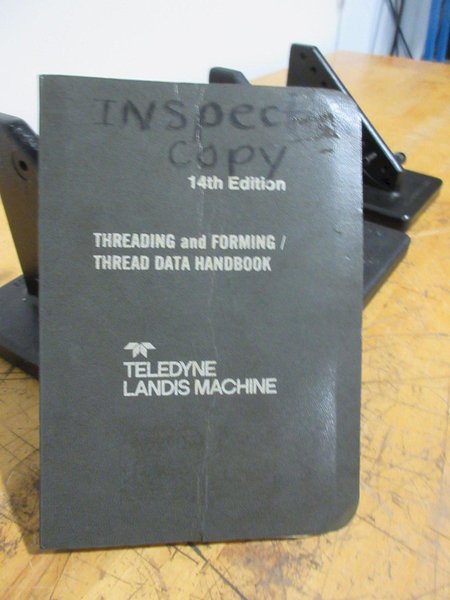 INSpect
COPY
14th Edition
THREADING and FORMING /
THREAD DATA HANDBOOK
TELEDYNE
LANDIS MACHINE